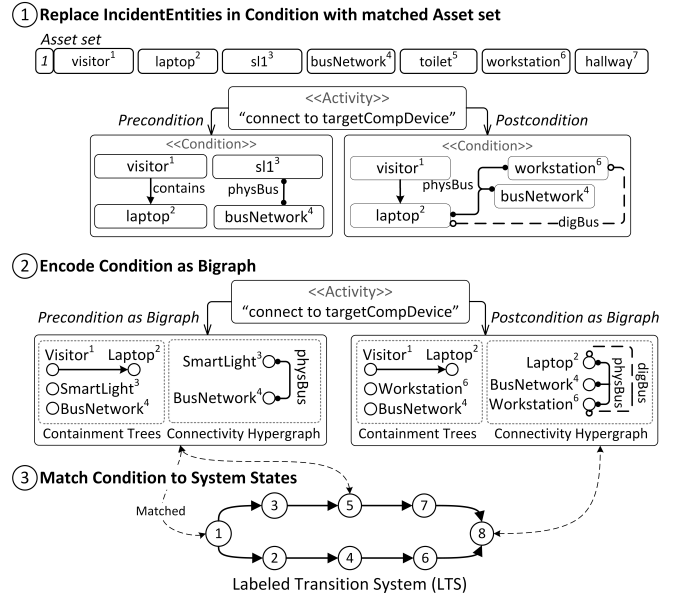 1 Replace IncidentEntities in Condition with matched Asset set
Asset set
1 visitor¹ laptop² sl1³ busNetwork⁴ toilet⁵ workstation⁶ hallway⁷
<<Activity>>
"connect to targetCompDevice"
Precondition
Postcondition
<<Condition>>
visitor¹ sl1³
contains physBus
laptop² busNetwork⁴
<<Condition>>
visitor¹ workstation⁶
physBus busNetwork⁴
laptop²
digBus
2 Encode Condition as Bigraph
<<Activity>>
"connect to targetCompDevice"
Precondition as Bigraph
Postcondition as Bigraph
Visitor¹ Laptop²
SmartLight³
BusNetwork⁴
Containment Trees
SmartLight³
BusNetwork⁴
physBus
Connectivity Hypergraph
Visitor¹ Laptop²
Workstation⁶
BusNetwork⁴
Containment Trees
Laptop²
BusNetwork⁴
Workstation⁶
physBus
digBus
Connectivity Hypergraph
3 Match Condition to System States
Matched
3 5 7
1 8
2 4 6
Labeled Transition System (LTS)